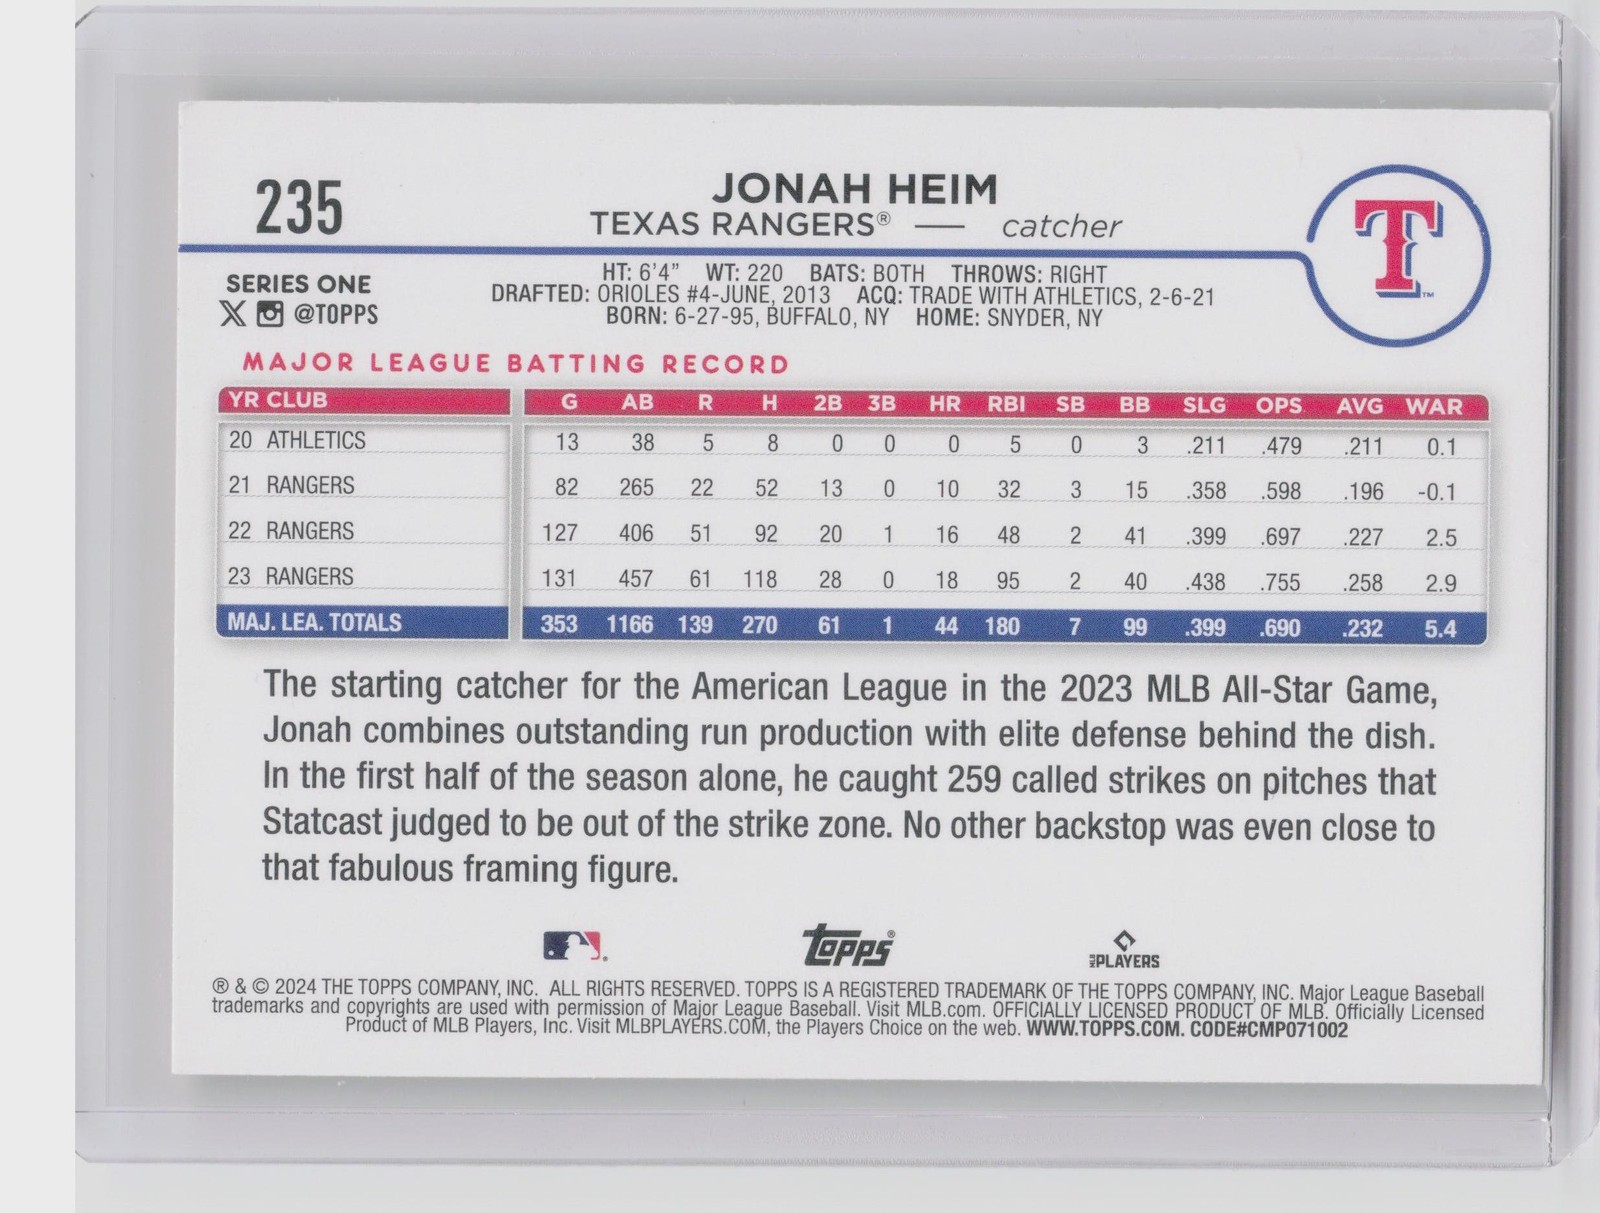 235
JONAH HEIM
TEXAS RANGERS® — catcher
T™
SERIES ONE
@TOPPS
HT: 6'4" WT: 220 BATS: BOTH THROWS: RIGHT
DRAFTED: ORIOLES #4-JUNE, 2013 ACQ: TRADE WITH ATHLETICS, 2-6-21
BORN: 6-27-95, BUFFALO, NY HOME: SNYDER, NY
MAJOR LEAGUE BATTING RECORD
YR CLUB G AB R H 2B 3B HR RBI SB BB SLG OPS AVG WAR
20 ATHLETICS 13 38 5 8 0 0 0 5 0 3 .211 .479 .211 0.1
21 RANGERS 82 265 22 52 13 0 10 32 3 15 .358 .598 .196 -0.1
22 RANGERS 127 406 51 92 20 1 16 48 2 41 .399 .697 .227 2.5
23 RANGERS 131 457 61 118 28 0 18 95 2 40 .438 .755 .258 2.9
MAJ. LEA. TOTALS 353 1166 139 270 61 1 44 180 7 99 .399 .690 .232 5.4
The starting catcher for the American League in the 2023 MLB All-Star Game,
Jonah combines outstanding run production with elite defense behind the dish.
In the first half of the season alone, he caught 259 called strikes on pitches that
Statcast judged to be out of the strike zone. No other backstop was even close to
that fabulous framing figure.
topps®
MLB PLAYERS
® & © 2024 THE TOPPS COMPANY, INC. ALL RIGHTS RESERVED. TOPPS IS A REGISTERED TRADEMARK OF THE TOPPS COMPANY, INC. Major League Baseball
trademarks and copyrights are used with permission of Major League Baseball. Visit MLB.com. OFFICIALLY LICENSED PRODUCT OF MLB. Officially Licensed
Product of MLB Players, Inc. Visit MLBPLAYERS.COM, the Players Choice on the web. WWW.TOPPS.COM. CODE#CMP071002